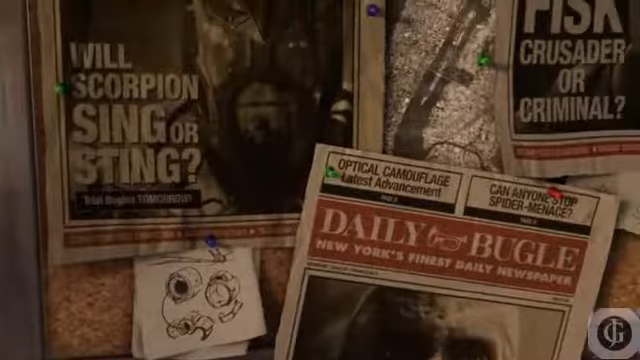 WILL
SCORPION
SING OR
STING?
Trial Begins TOMORROW!
FISK
CRUSADER
OR
CRIMINAL?
OPTICAL CAMOUFLAGE
Latest Advancement
CAN ANYONE STOP
SPIDER-MENACE?
DAILY BUGLE
NEW YORK'S FINEST DAILY NEWSPAPER